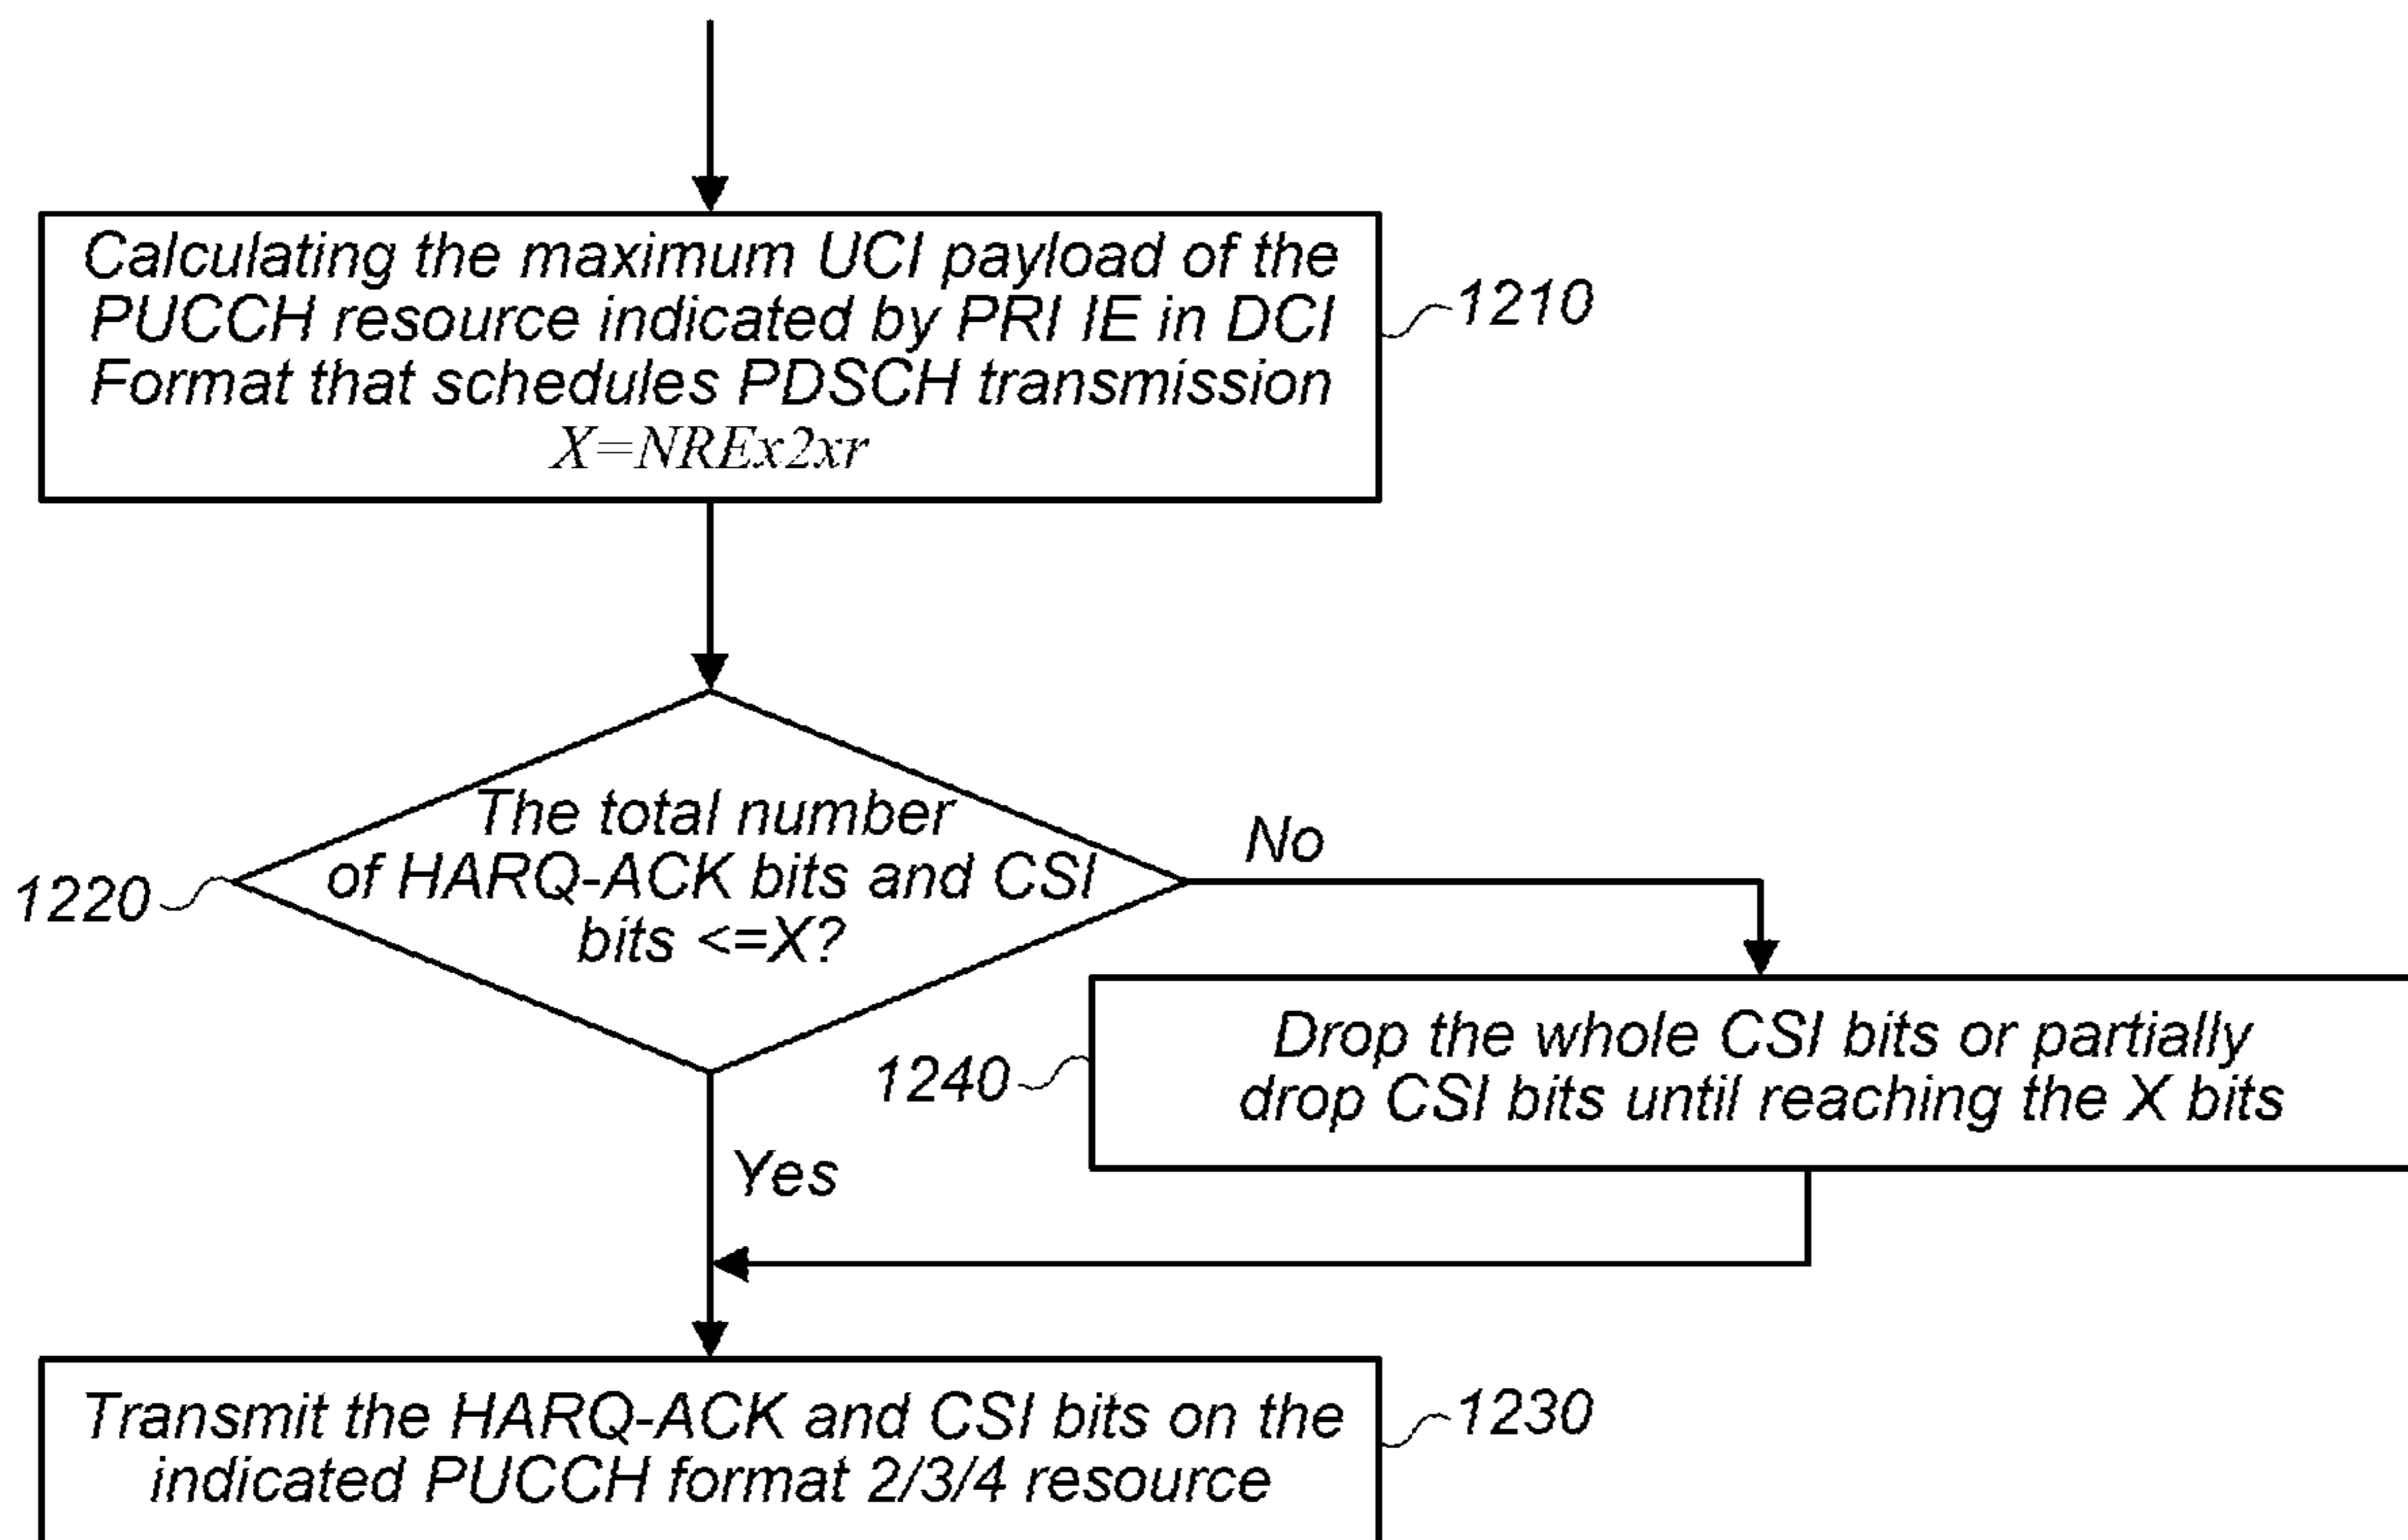 Calculating the maximum UCI payload of the
PUCCH resource indicated by PRI IE in DCI
Format that schedules PDSCH transmission
X=NREx2xr
1210
The total number
of HARQ-ACK bits and CSI
bits <=X?
1220
No
Drop the whole CSI bits or partially
drop CSI bits until reaching the X bits
1240
Yes
Transmit the HARQ-ACK and CSI bits on the
indicated PUCCH format 2/3/4 resource
1230